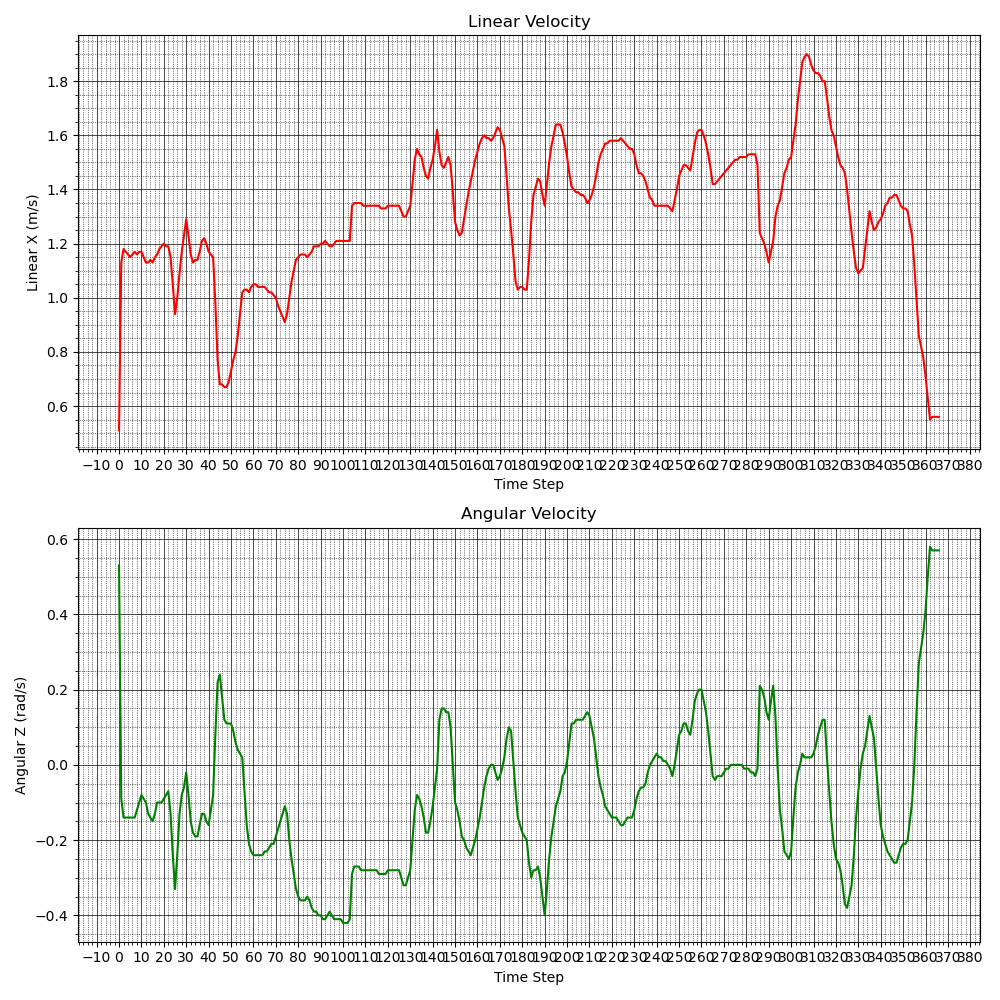 Linear Velocity
1.8
1.6
1.4
1.2
1.0
0.8
0.6
Linear X (m/s)
−10 0 10 20 30 40 50 60 70 80 90 100 110 120 130 140 150 160 170 180 190 200 210 220 230 240 250 260 270 280 290 300 310 320 330 340 350 360 370 380
Time Step
Angular Velocity
0.6
0.4
0.2
0.0
−0.2
−0.4
Angular Z (rad/s)
−10 0 10 20 30 40 50 60 70 80 90 100 110 120 130 140 150 160 170 180 190 200 210 220 230 240 250 260 270 280 290 300 310 320 330 340 350 360 370 380
Time Step